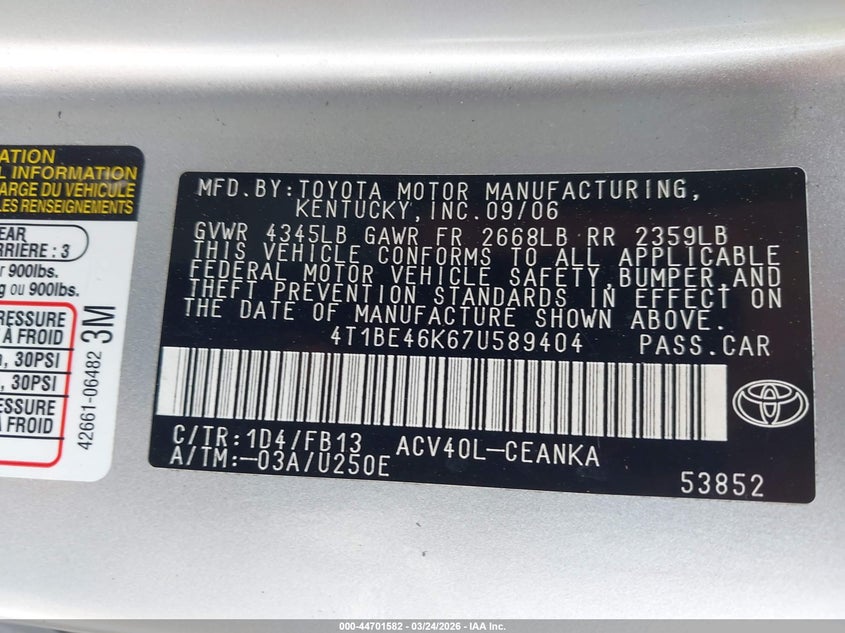 ATION
L INFORMATION
ARGE DU VÉHICULE
LES RENSEIGNEMENTS
EAR
ARRIÈRE : 3
r 900lbs.
g ou 900lbs.
RESSURE
À FROID
, 30PSI
, 30PSI
ESSURE
À FROID
3M
42661-06482
MFD.BY:TOYOTA MOTOR MANUFACTURING,
KENTUCKY,INC.09/06
GVWR 4345LB GAWR FR 2668LB RR 2359LB
THIS VEHICLE CONFORMS TO ALL APPLICABLE
FEDERAL MOTOR VEHICLE SAFETY,BUMPER,AND
THEFT PREVENTION STANDARDS IN EFFECT ON
THE DATE OF MANUFACTURE SHOWN ABOVE.
4T1BE46K67U589404 PASS.CAR
C/TR:1D4/FB13 ACV40L-CEANKA
A/TM:-03A/U250E
53852
000-44701582 - 03/24/2026 - IAA Inc.